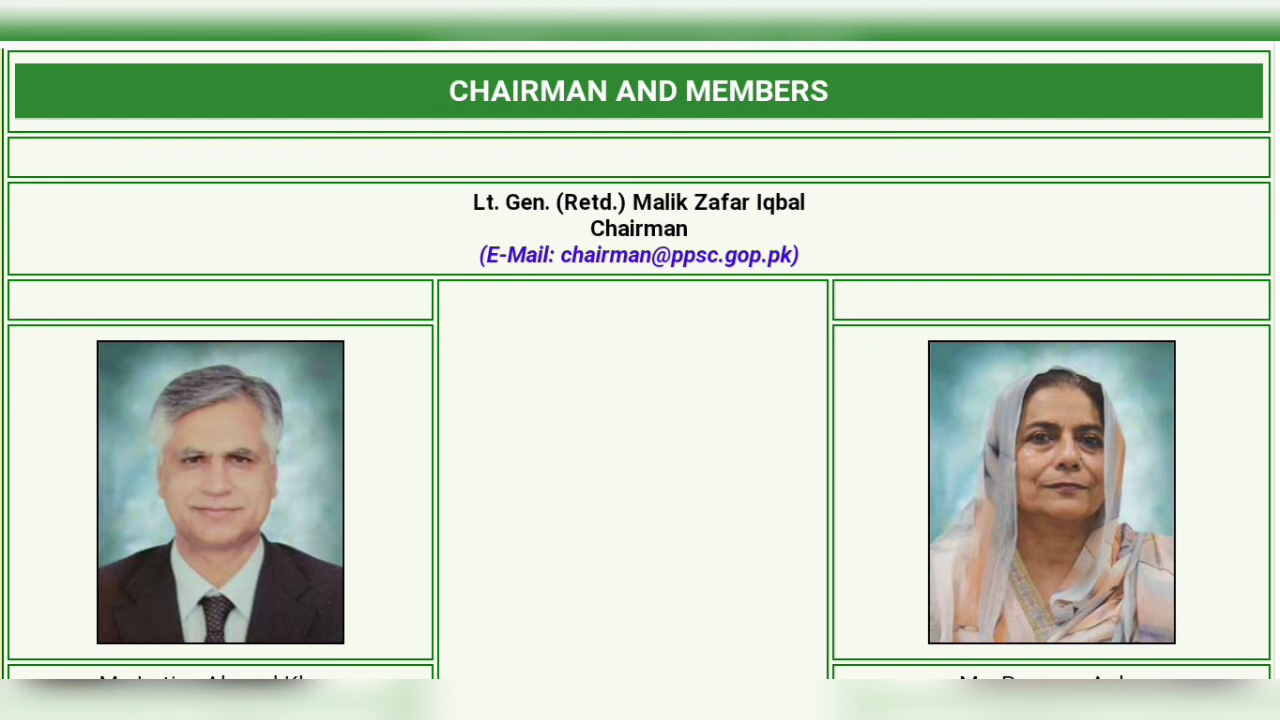 CHAIRMAN AND MEMBERS
Lt. Gen. (Retd.) Malik Zafar Iqbal
Chairman
(E-Mail: chairman@ppsc.gop.pk)